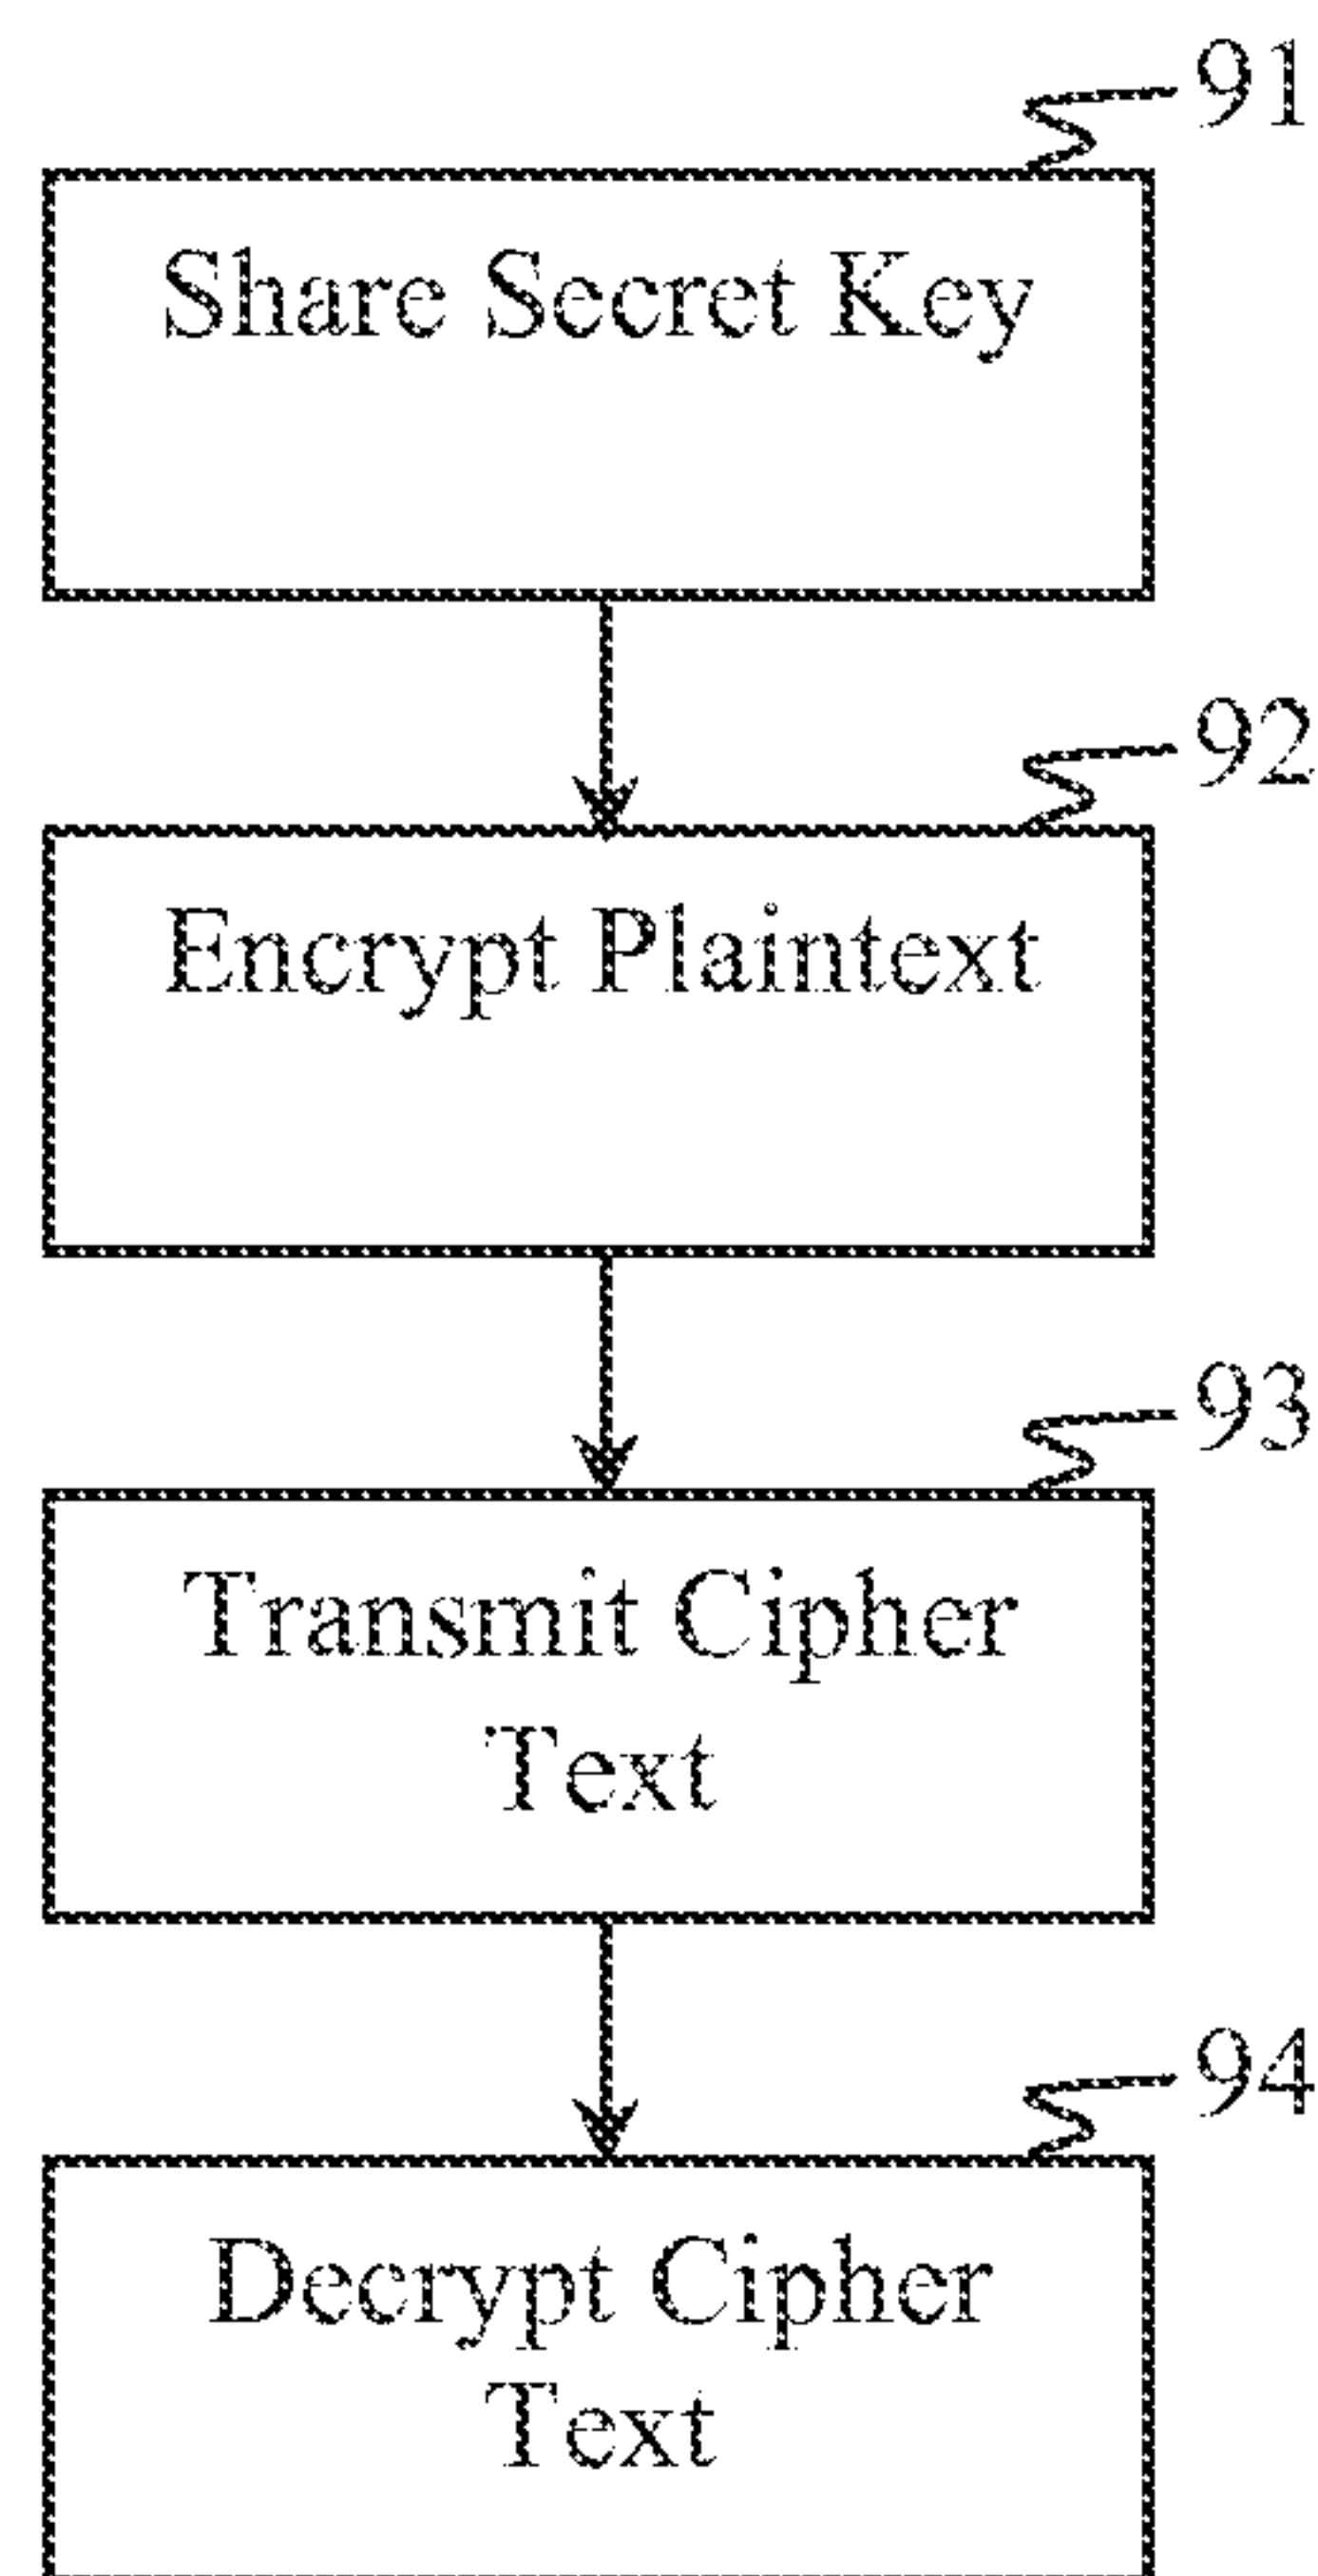 91
Share Secret Key
92
Encrypt Plaintext
93
Transmit Cipher
Text
94
Decrypt Cipher
Text